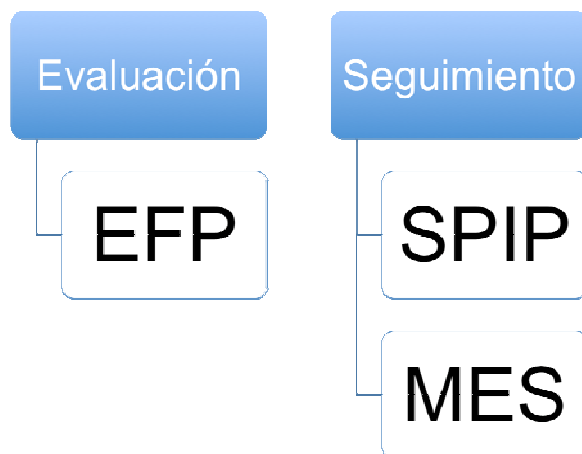 Evaluación
EFP
Seguimiento
SPIP
MES